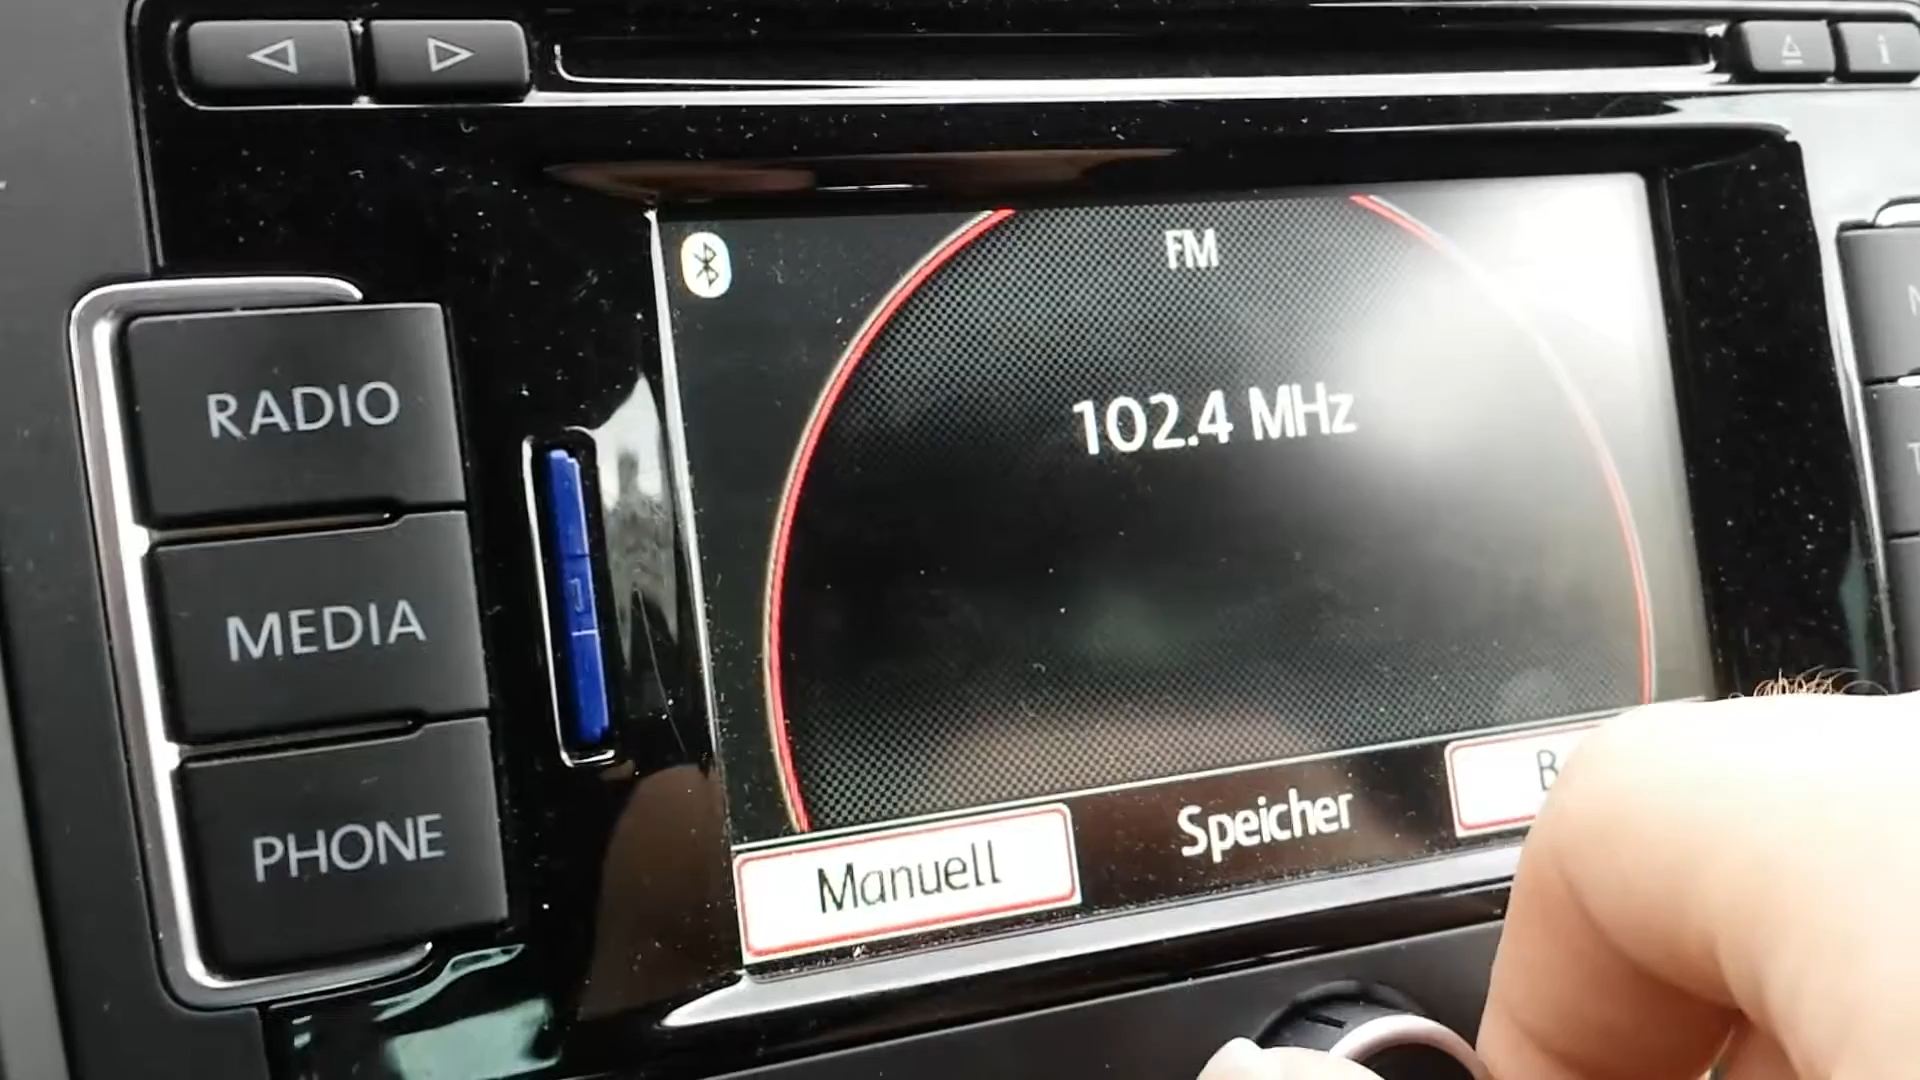 RADIO
MEDIA
PHONE
FM
102.4 MHz
Manuell
Speicher